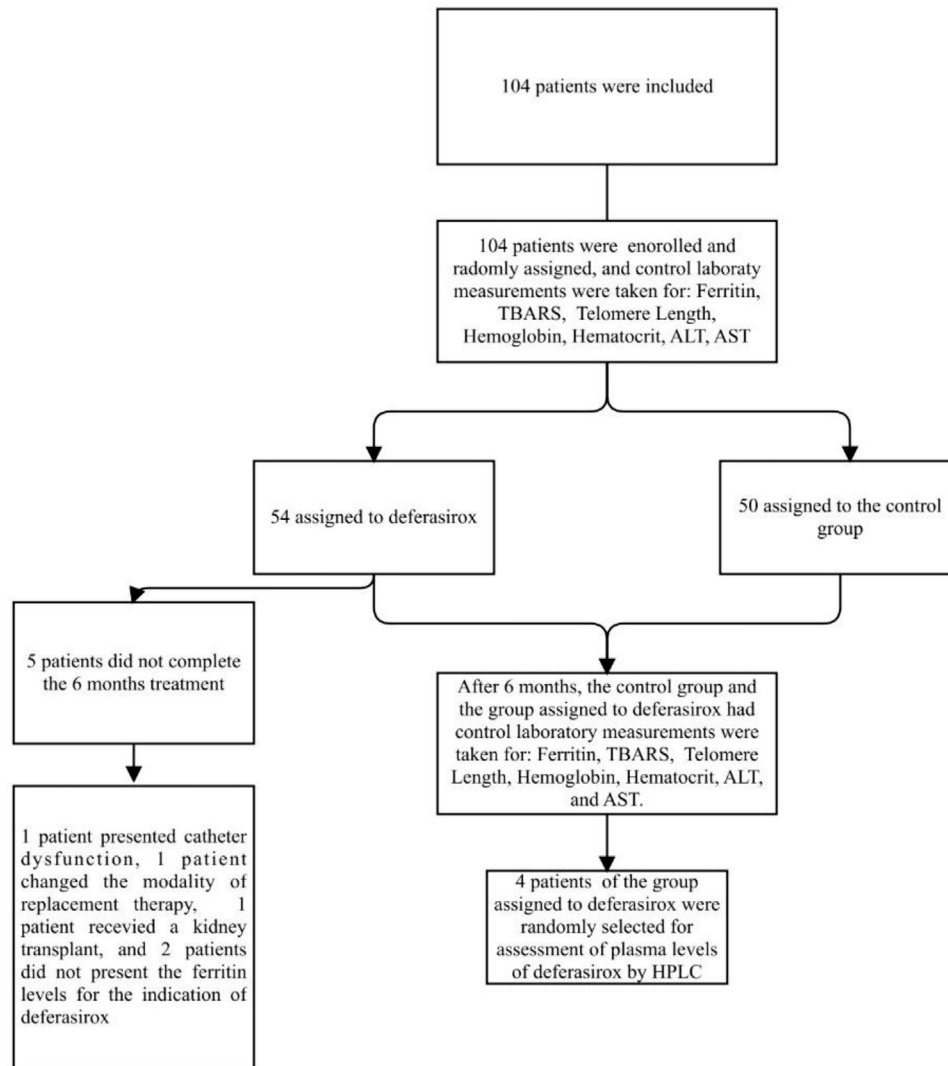 104 patients were included
104 patients were enorolled and
radomly assigned, and control laboraty
measurements were taken for: Ferritin,
TBARS, Telomere Length,
Hemoglobin, Hematocrit, ALT, AST
54 assigned to deferasirox
50 assigned to the control
group
5 patients did not complete
the 6 months treatment
After 6 months, the control group and
the group assigned to deferasirox had
control laboratory measurements were
taken for: Ferritin, TBARS, Telomere
Length, Hemoglobin, Hematocrit, ALT,
and AST.
1 patient presented catheter
dysfunction, 1 patient
changed the modality of
replacement therapy, 1
patient recevied a kidney
transplant, and 2 patients
did not present the ferritin
levels for the indication of
deferasirox
4 patients of the group
assigned to deferasirox were
randomly selected for
assessment of plasma levels
of deferasirox by HPLC